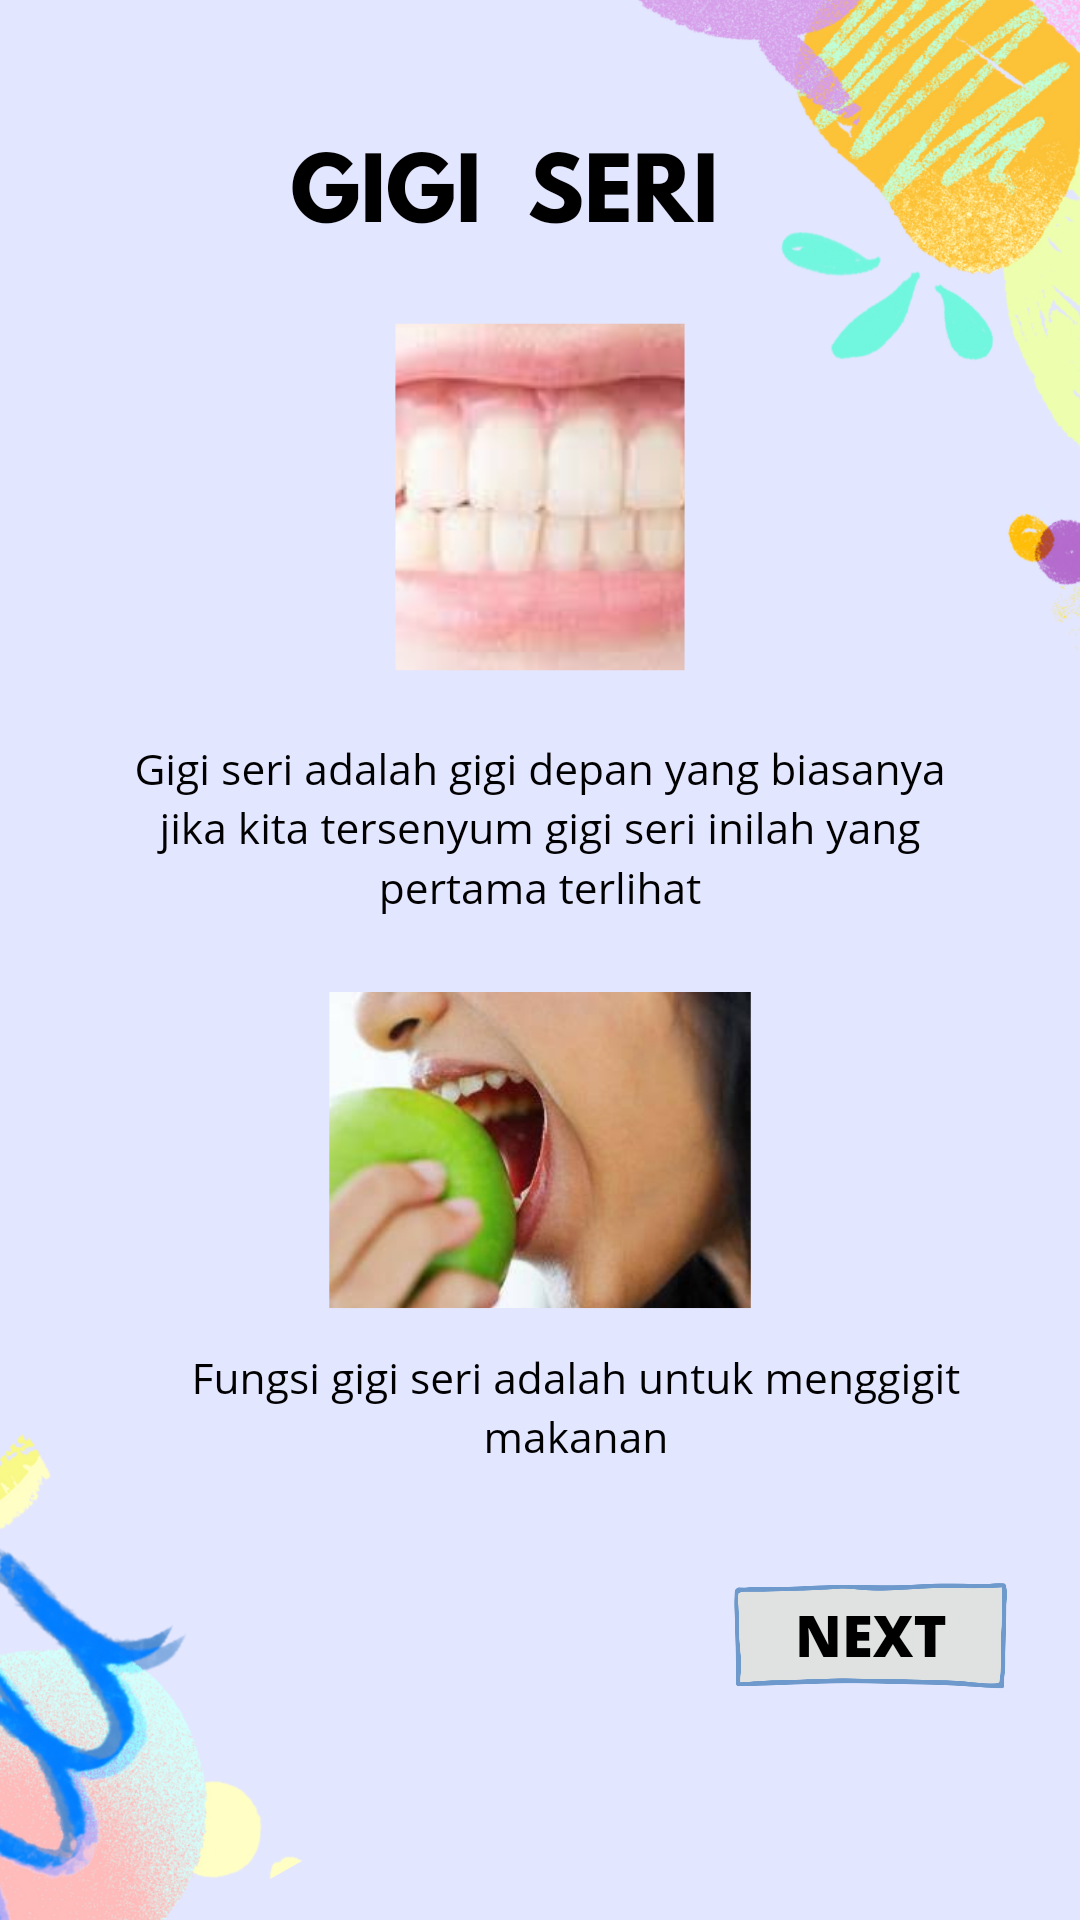 GIGI SERI
Gigi seri adalah gigi depan yang biasanya
jika kita tersenyum gigi seri inilah yang
pertama terlihat
Fungsi gigi seri adalah untuk menggigit
makanan
NEXT